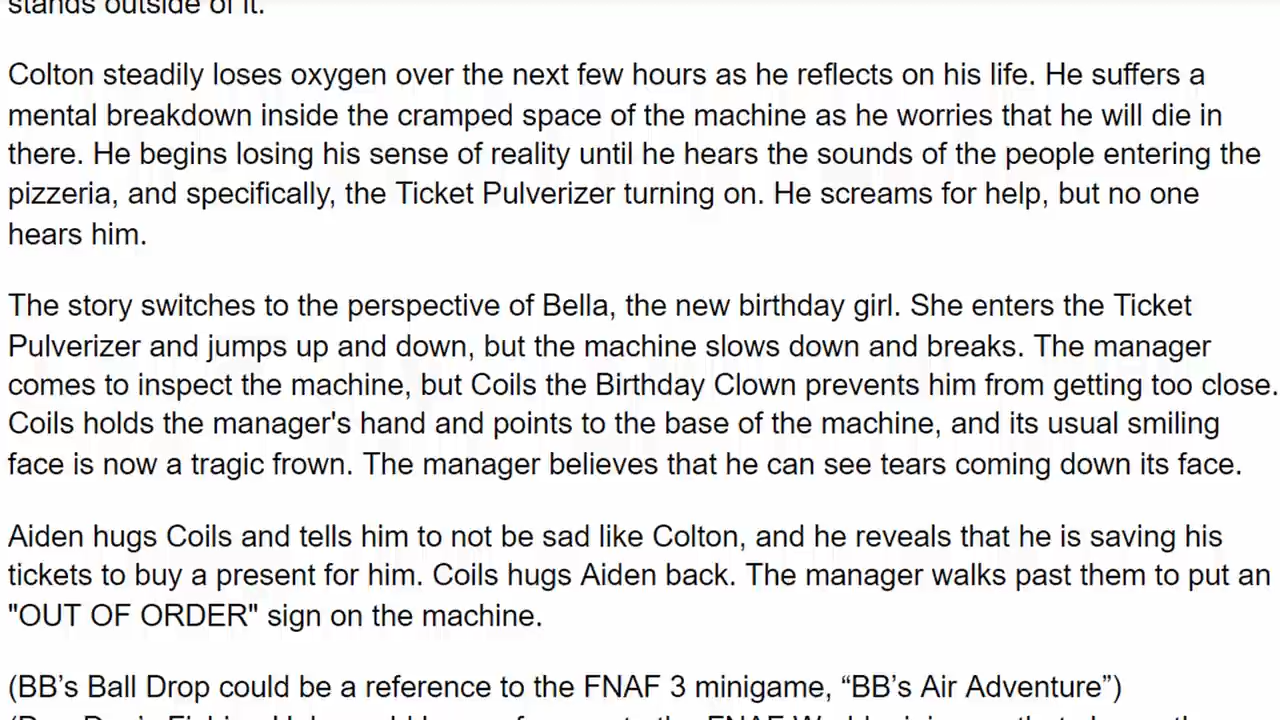 stands outside of it.
Colton steadily loses oxygen over the next few hours as he reflects on his life. He suffers a
mental breakdown inside the cramped space of the machine as he worries that he will die in
there. He begins losing his sense of reality until he hears the sounds of the people entering the
pizzeria, and specifically, the Ticket Pulverizer turning on. He screams for help, but no one
hears him.
The story switches to the perspective of Bella, the new birthday girl. She enters the Ticket
Pulverizer and jumps up and down, but the machine slows down and breaks. The manager
comes to inspect the machine, but Coils the Birthday Clown prevents him from getting too close.
Coils holds the manager's hand and points to the base of the machine, and its usual smiling
face is now a tragic frown. The manager believes that he can see tears coming down its face.
Aiden hugs Coils and tells him to not be sad like Colton, and he reveals that he is saving his
tickets to buy a present for him. Coils hugs Aiden back. The manager walks past them to put an
"OUT OF ORDER" sign on the machine.
(BB’s Ball Drop could be a reference to the FNAF 3 minigame, “BB’s Air Adventure”)